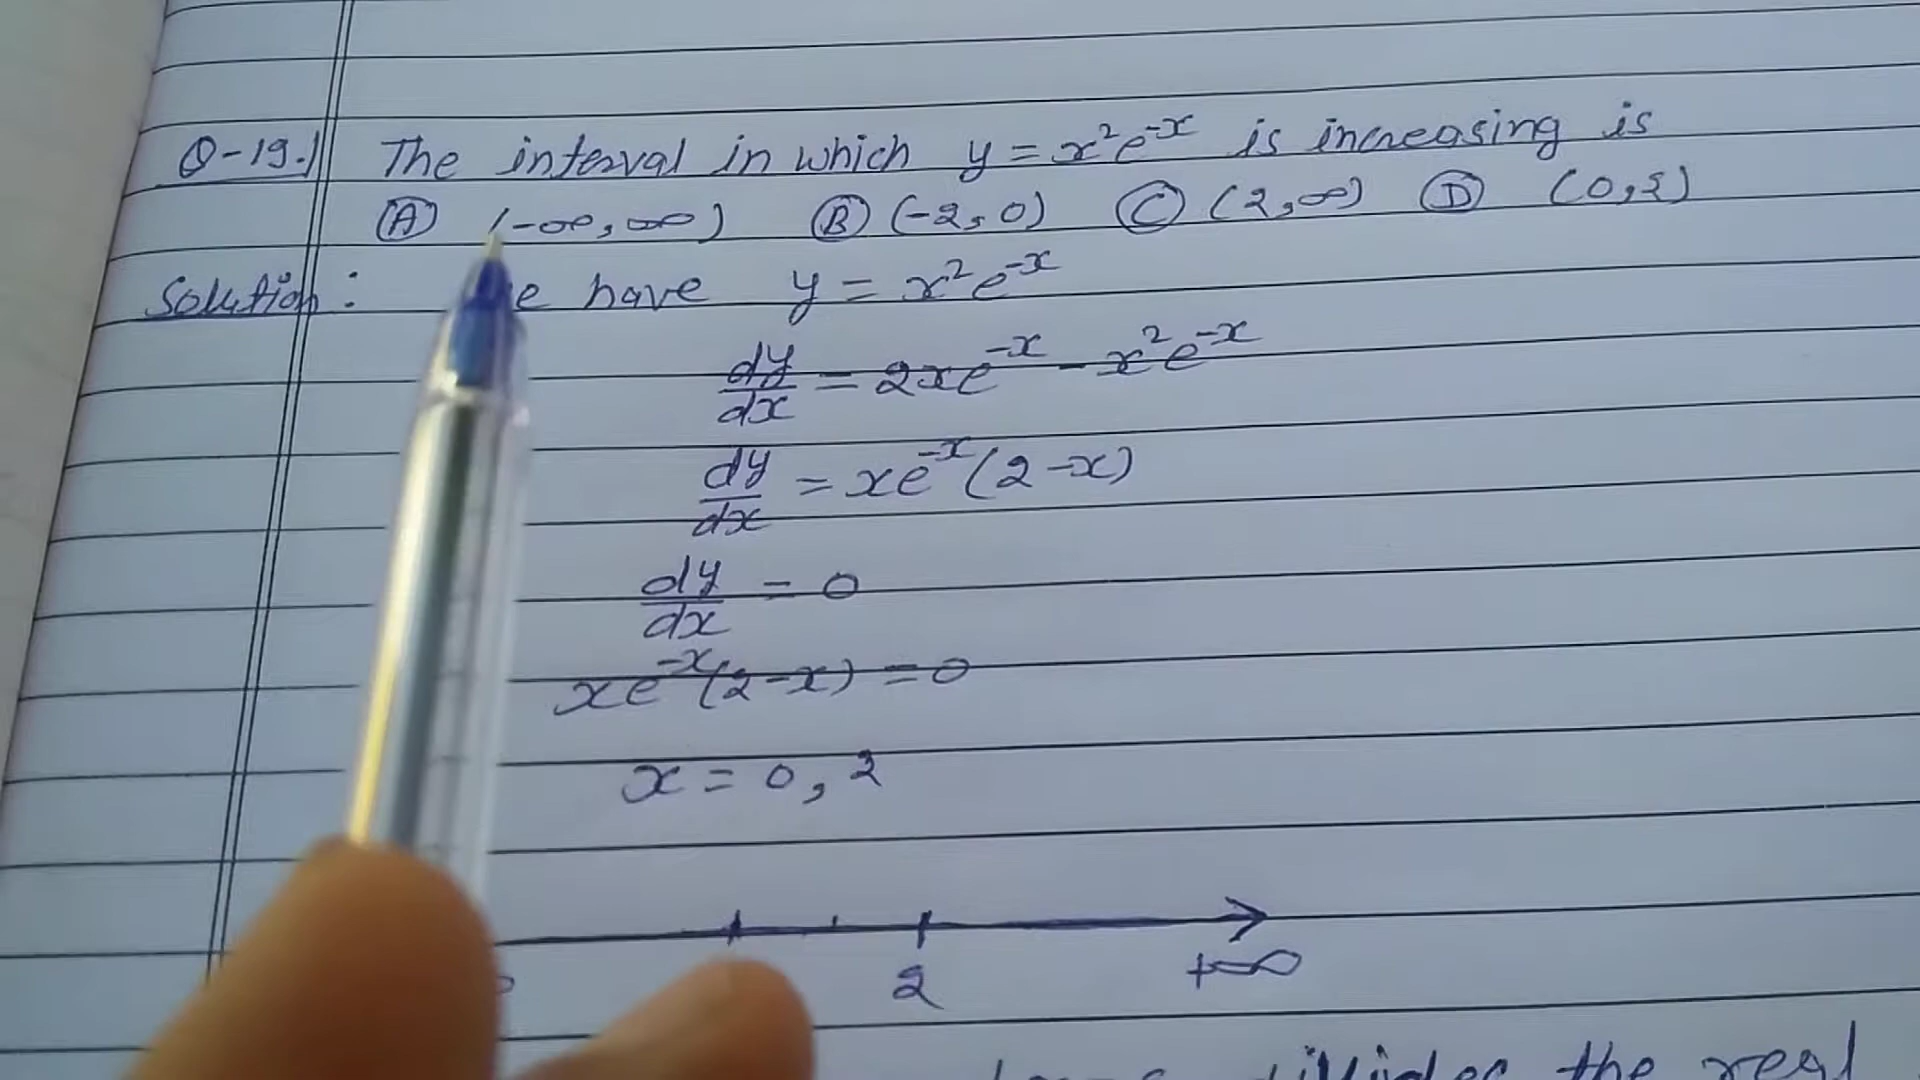 Q-19.) The interval in which y = x²e⁻ˣ is increasing is
(A) (-∞, ∞) (B) (-2, 0) (C) (2, ∞) (D) (0, 2)
Solution: have y = x²e⁻ˣ
dy/dx = 2xe⁻ˣ - x²e⁻ˣ
dy/dx = xe⁻ˣ(2-x)
dy/dx = 0
xe⁻ˣ(2-x) = 0
x = 0, 2
2 +∞
divides the real